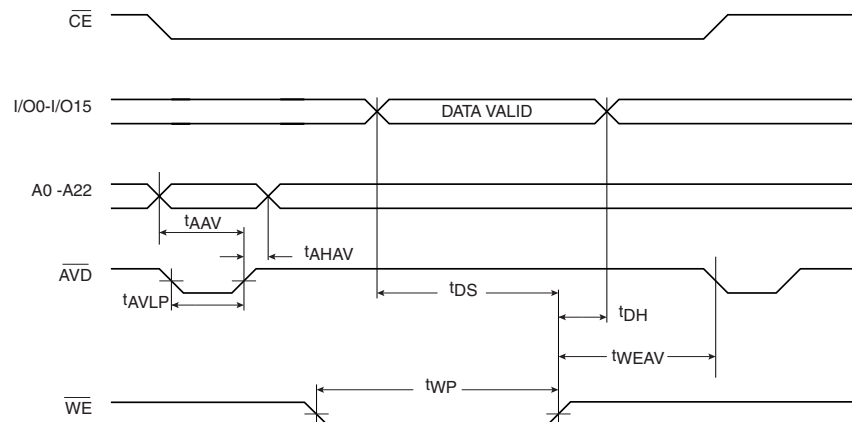 CE
I/O0-I/O15
DATA VALID
A0 -A22
tAAV
tAHAV
AVD
tAVLP
tDS
tDH
tWEAV
tWP
WE